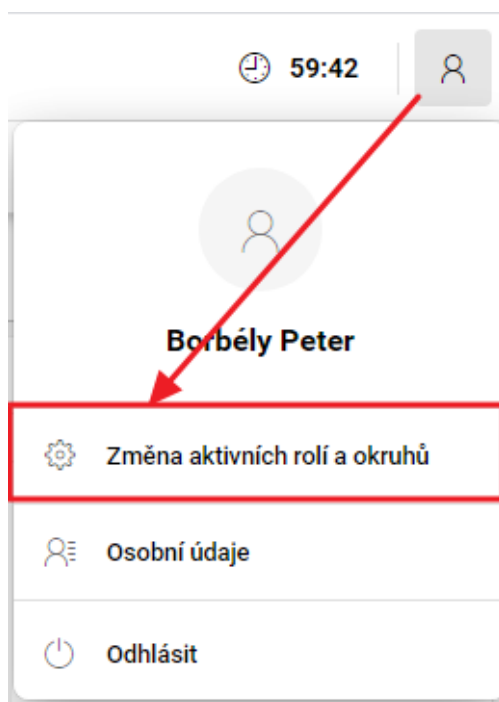 59:42
Borbély Peter
Změna aktivních rolí a okruhů
Osobní údaje
Odhlásit